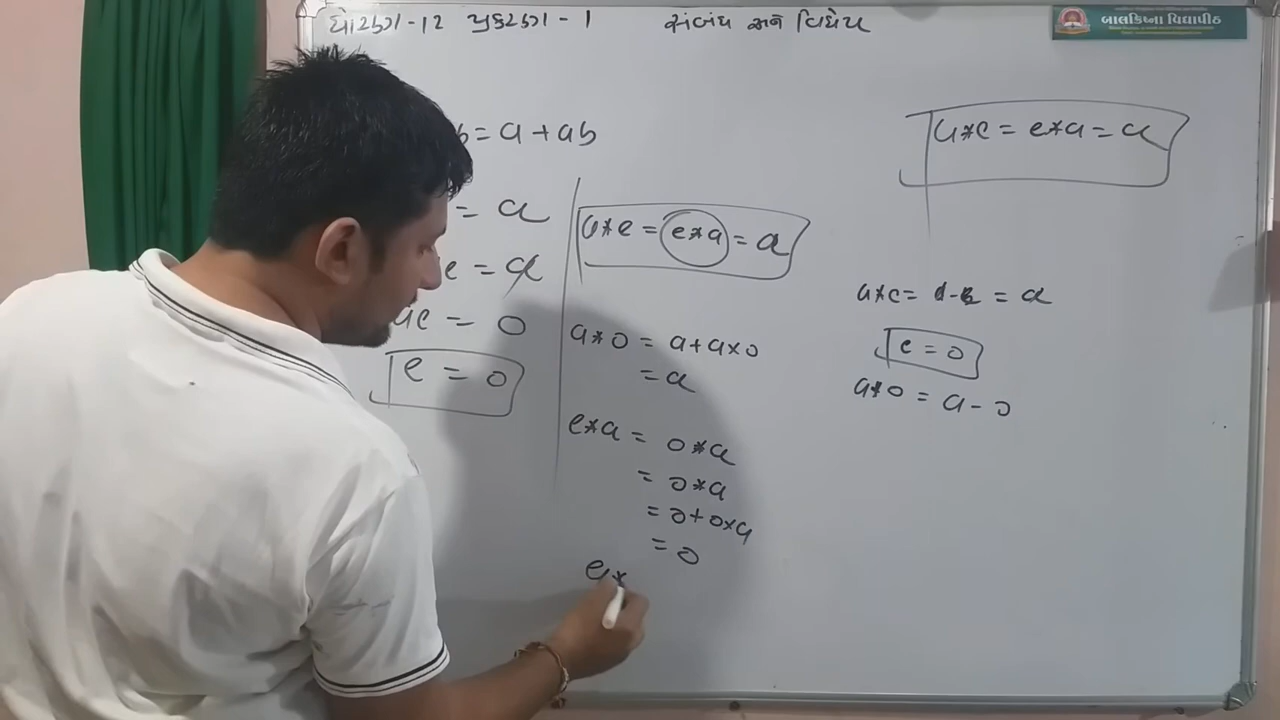 ધોરણ-12 પ્રકરણ-1 સંબંધ અને વિધેય
બાલક્રિષ્ના વિદ્યાપીઠ
b = a + ab
= a
e = a
ae = 0
e = 0
a*e = e*a = a
a*0 = a+a×0
= a
e*a = 0*a
= 0*a
= 0+0×a
= 0
e*
a*e = e*a = a
e = 0
a*0 = a - 0